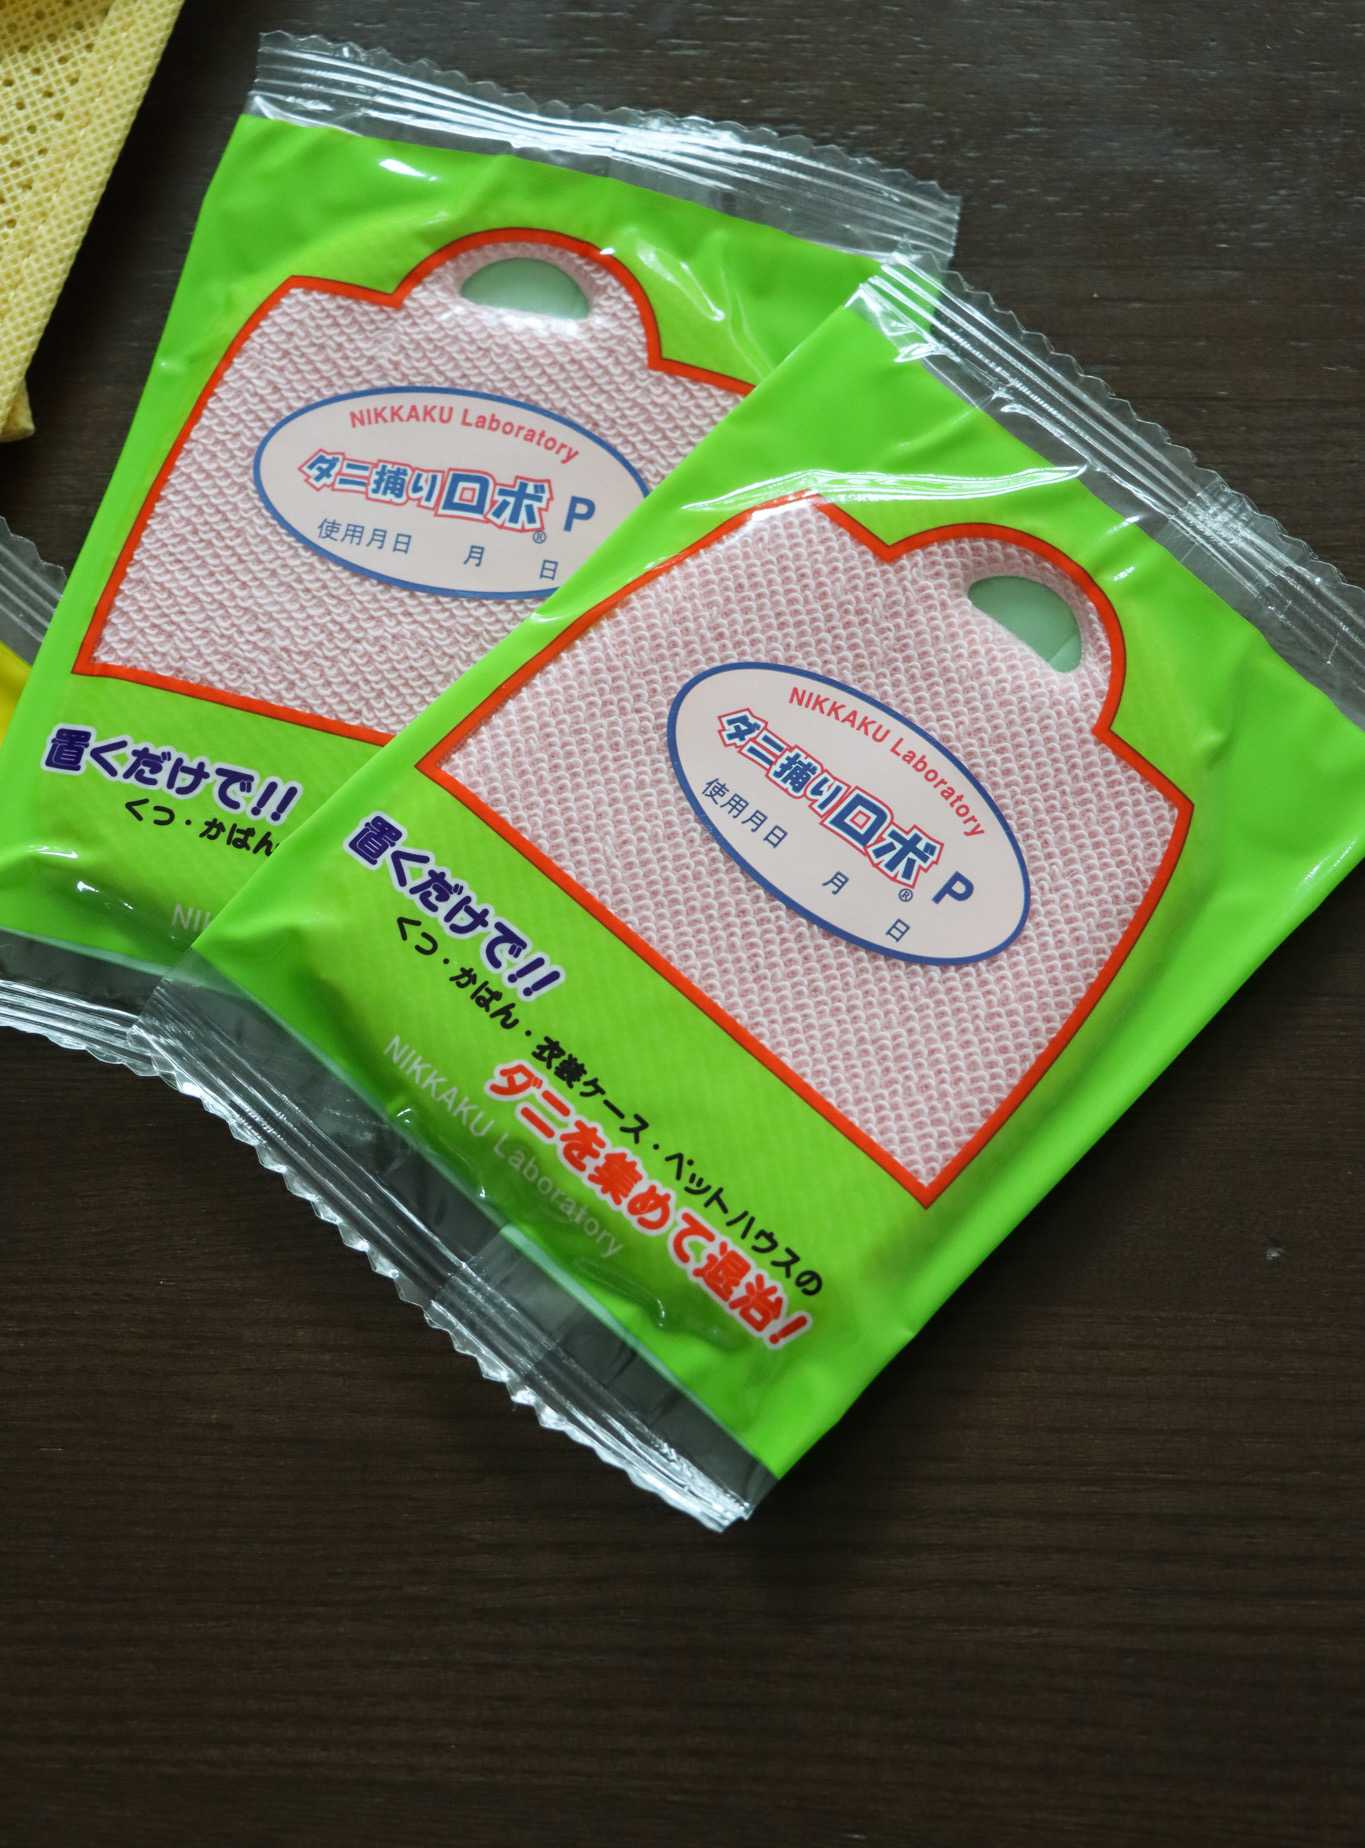 NIKKAKU Laboratory
ダニ捕りロボ® P
使用月日　月　日
置くだけで!!
くつ・かばん
NI
NIKKAKU Laboratory
ダニ捕りロボ® P
使用月日　月　日
置くだけで!!
くつ・かばん・衣装ケース・ペットハウスの
ダニを集めて退治!
NIKKAKU Laboratory